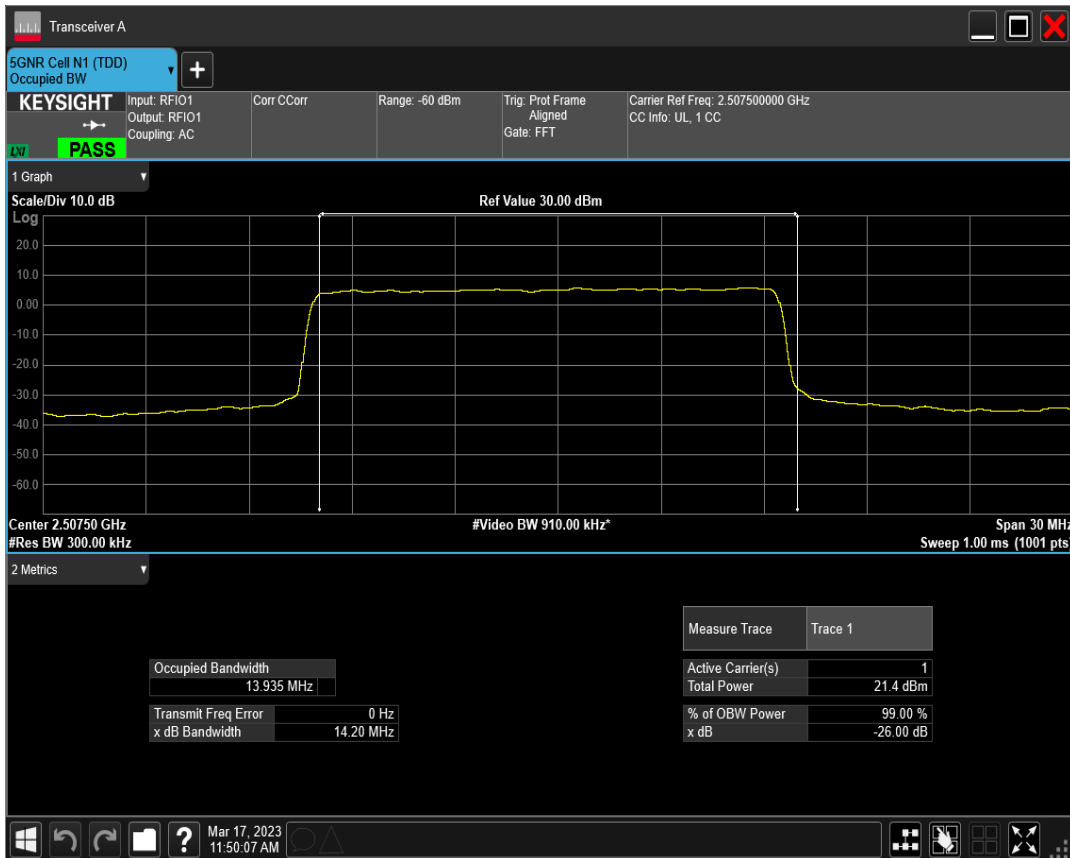 Transceiver A
5GNR Cell N1 (TDD)
Occupied BW
+
KEYSIGHT
LXI
PASS
Input: RFIO1
Output: RFIO1
Coupling: AC
Corr CCorr
Range: -60 dBm
Trig: Prot Frame
Aligned
Gate: FFT
Carrier Ref Freq: 2.507500000 GHz
CC Info: UL, 1 CC
1 Graph
Scale/Div 10.0 dB
Ref Value 30.00 dBm
Log
20.0
10.0
0.00
-10.0
-20.0
-30.0
-40.0
-50.0
-60.0
Center 2.50750 GHz
#Video BW 910.00 kHz*
Span 30 MHz
#Res BW 300.00 kHz
Sweep 1.00 ms (1001 pts)
2 Metrics
Measure Trace Trace 1
Occupied Bandwidth
13.935 MHz
Active Carrier(s) 1
Total Power 21.4 dBm
Transmit Freq Error 0 Hz
x dB Bandwidth 14.20 MHz
% of OBW Power 99.00 %
x dB -26.00 dB
?
Mar 17, 2023
11:50:07 AM